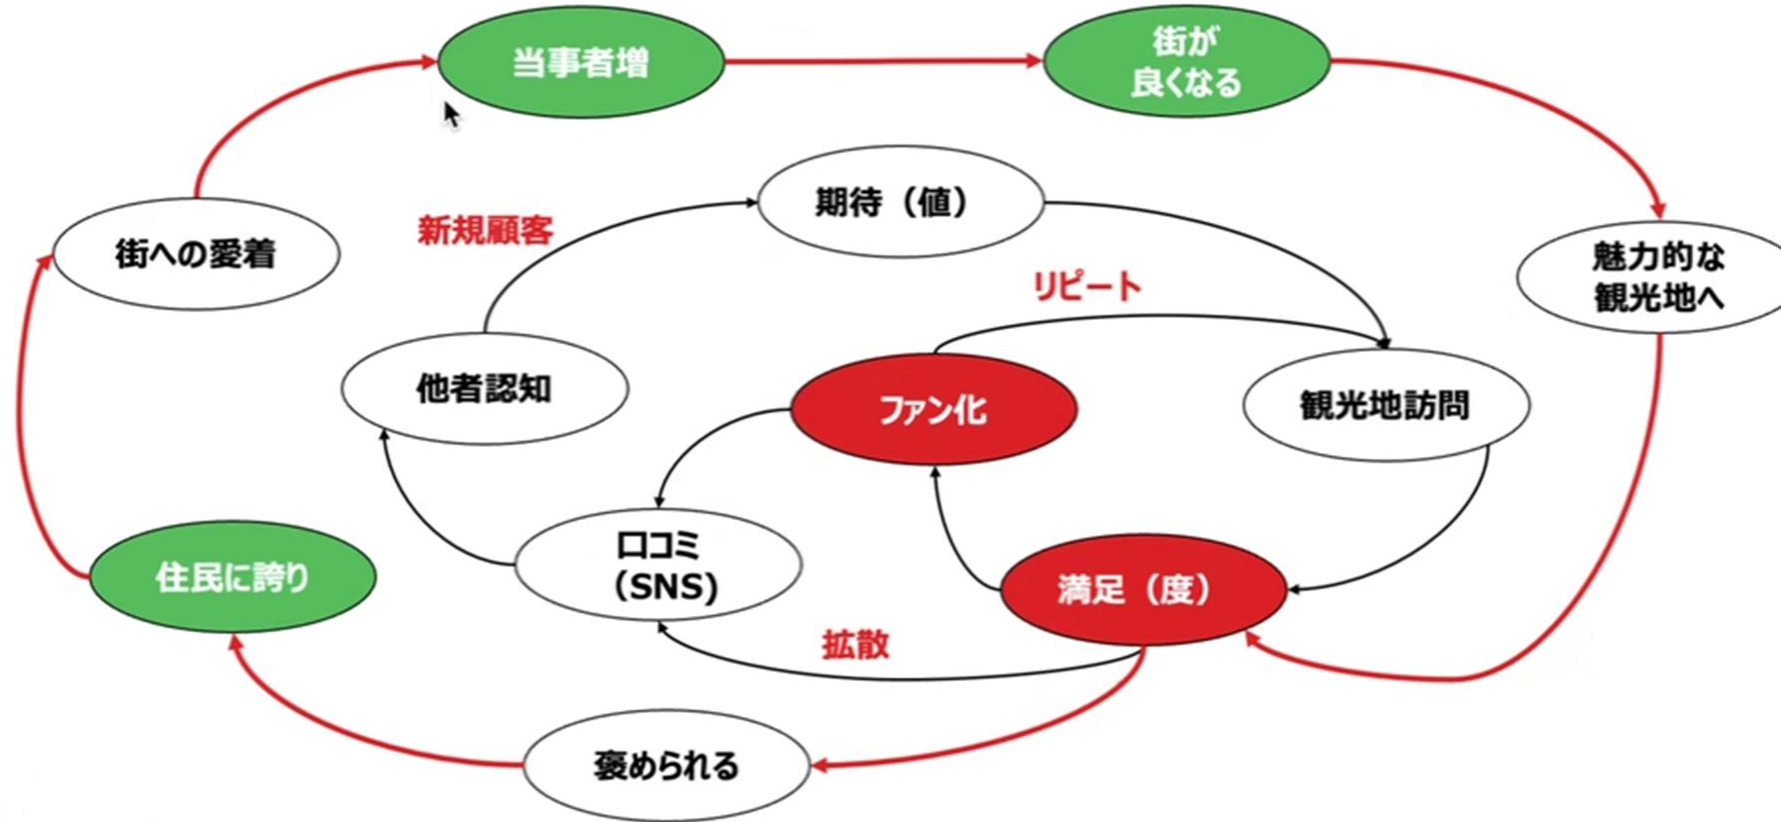 当事者増
街が
良くなる
期待（値）
新規顧客
街への愛着
リピート
魅力的な
観光地へ
他者認知
ファン化
観光地訪問
口コミ
（SNS）
住民に誇り
満足（度）
拡散
褒められる